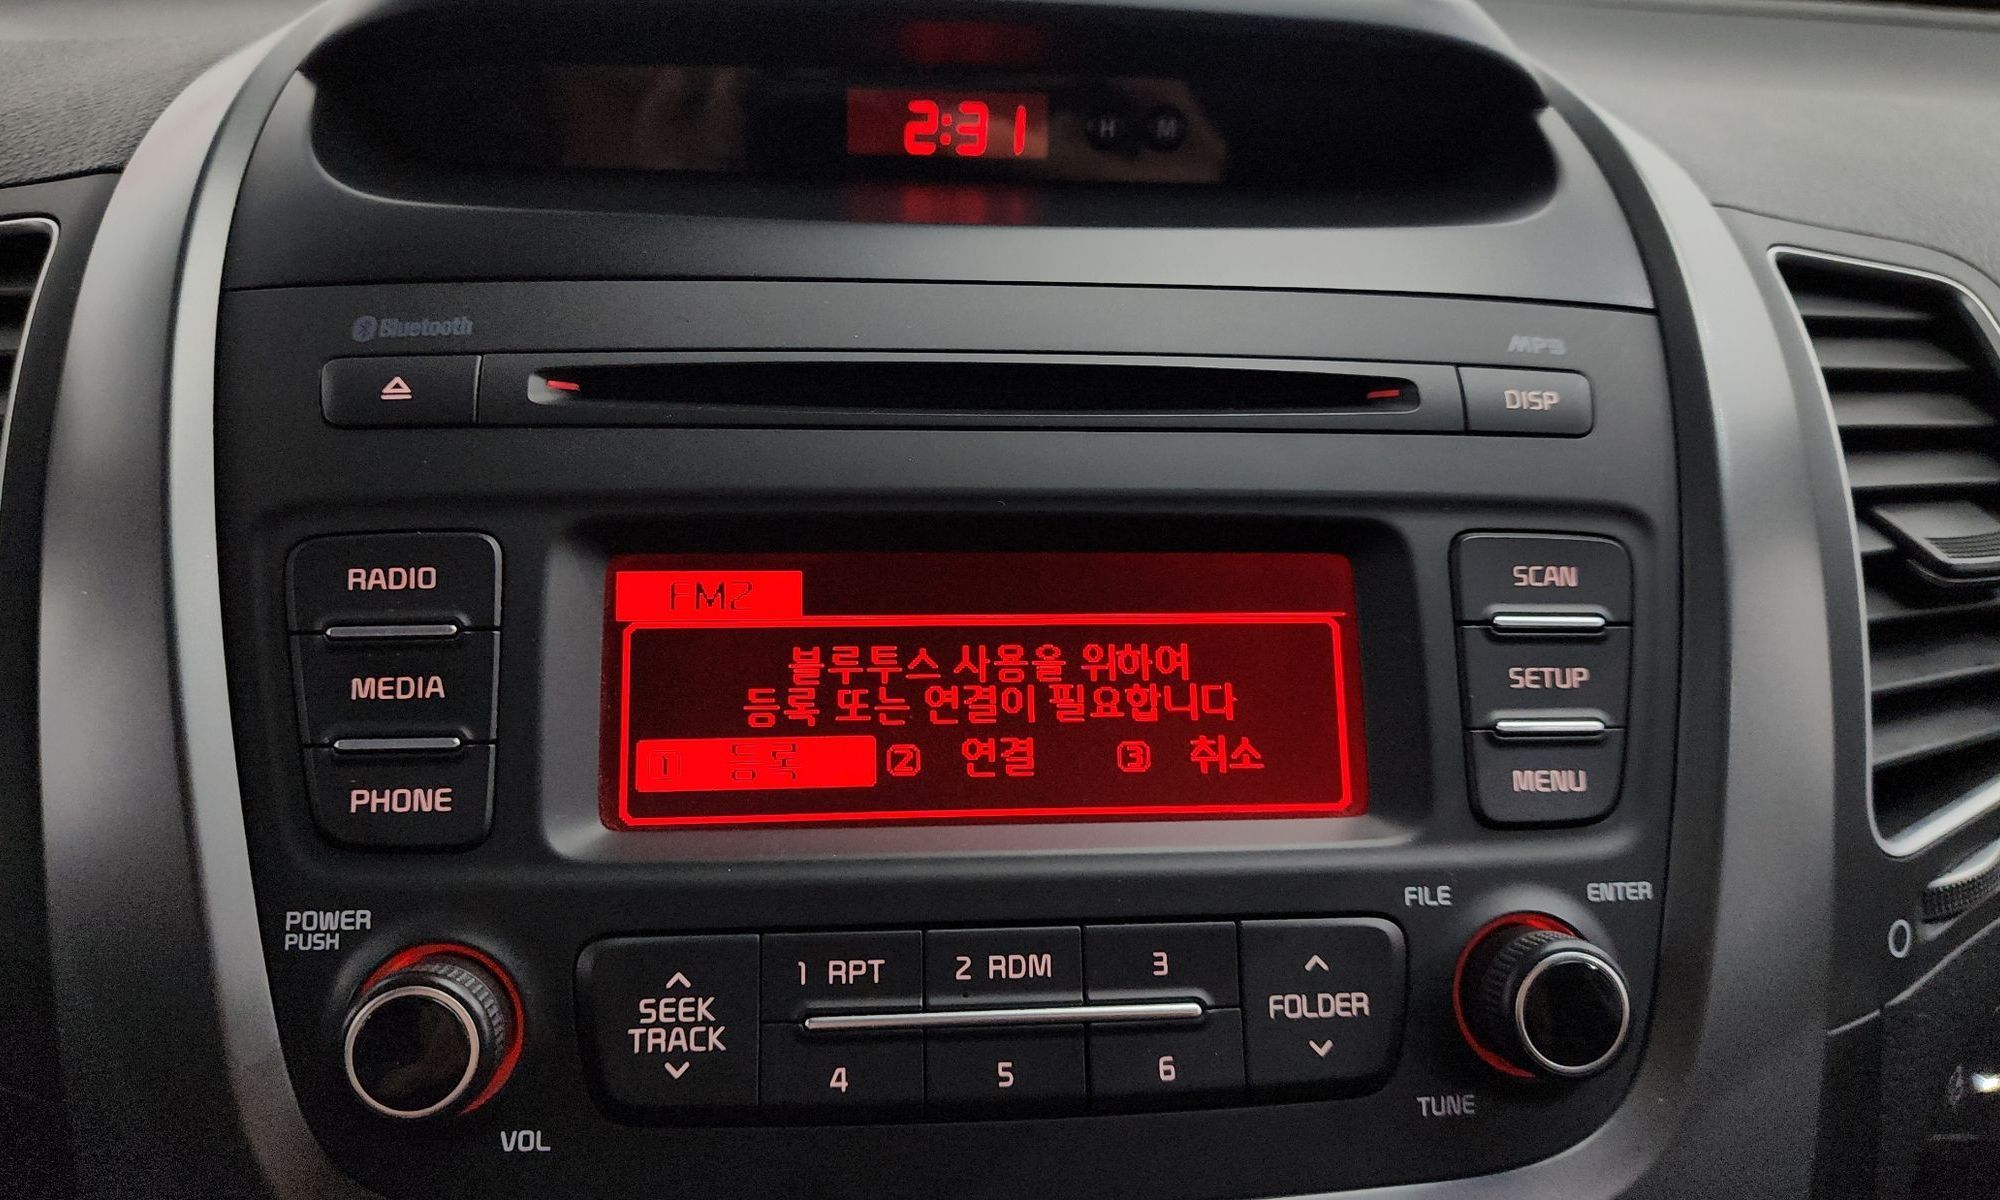 2:31
H M
Bluetooth
MP3
DISP
RADIO
MEDIA
PHONE
FM2
블루투스 사용을 위하여
등록 또는 연결이 필요합니다
1 등록 2 연결 3 취소
SCAN
SETUP
MENU
POWER
PUSH
VOL
SEEK
TRACK
1 RPT
2 RDM
3
4
5
6
FOLDER
FILE
ENTER
TUNE